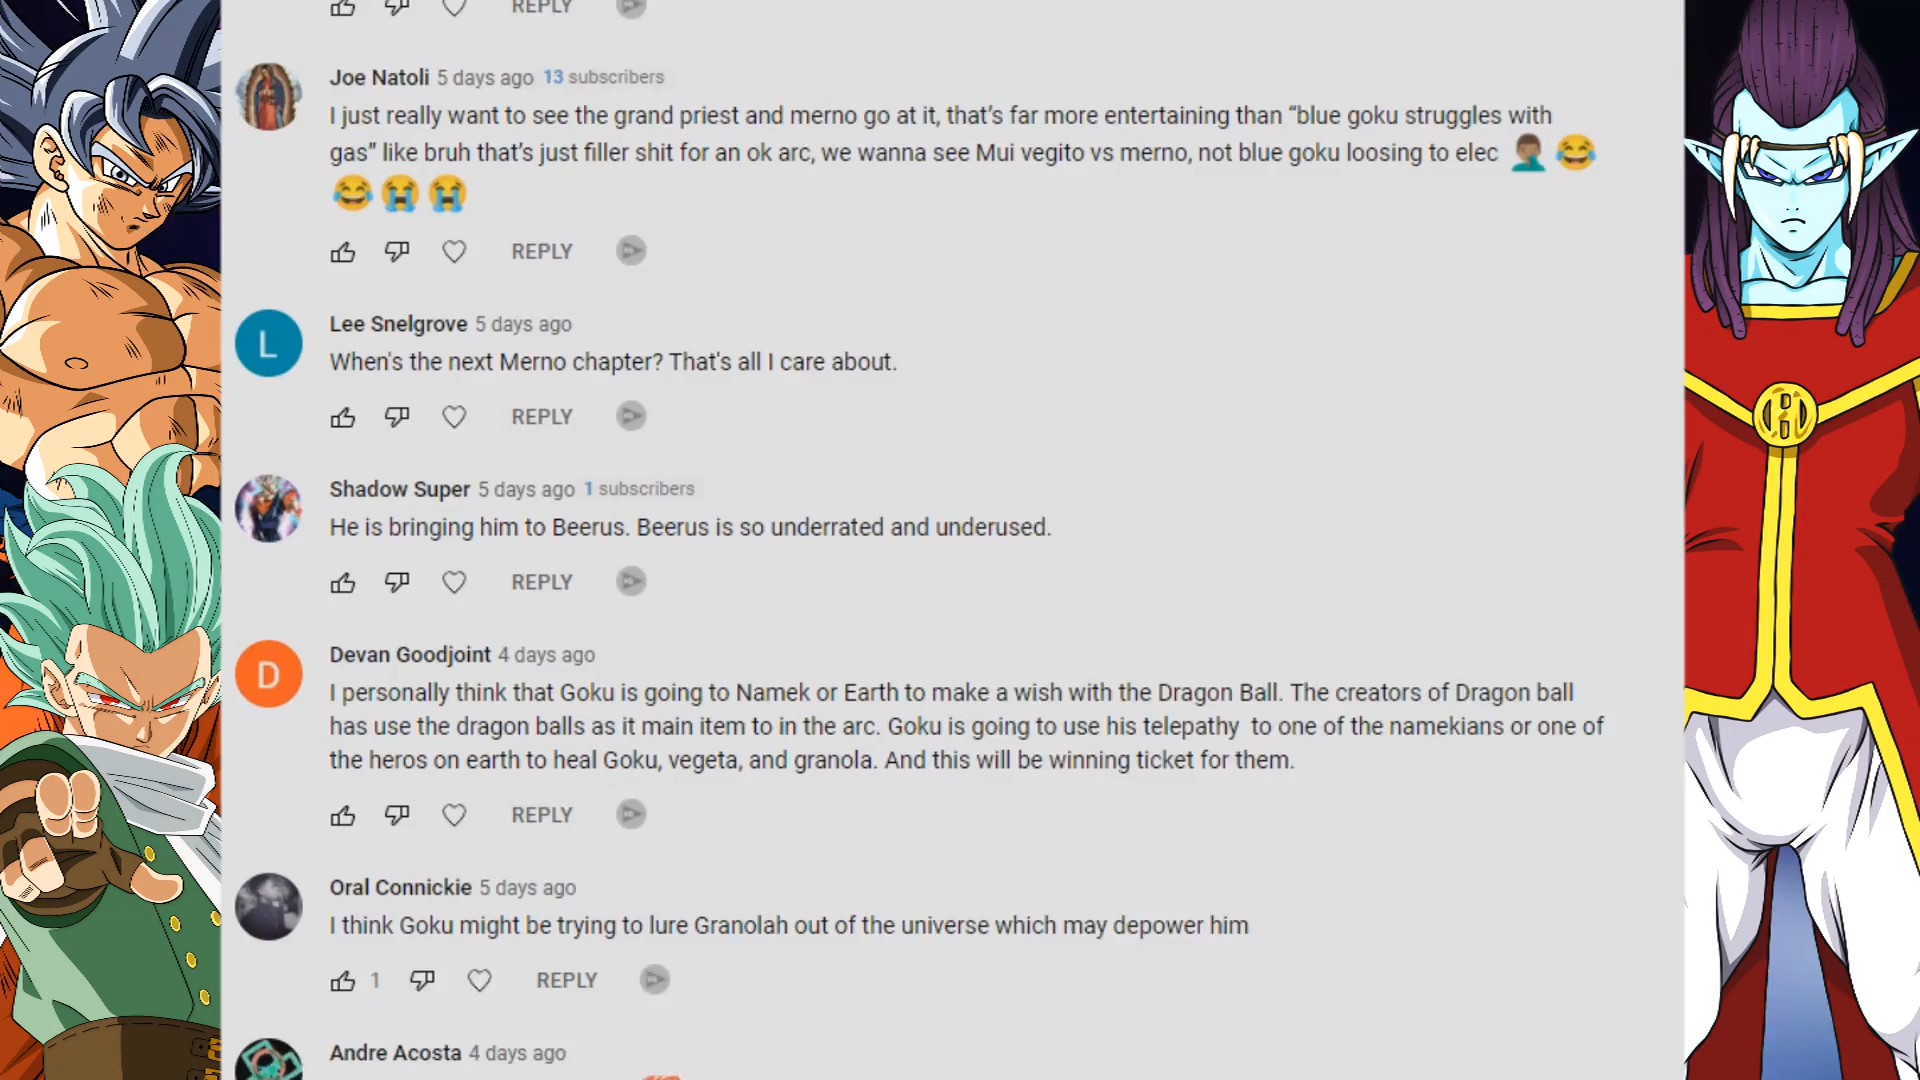 REPLY
Joe Natoli 5 days ago 13 subscribers
I just really want to see the grand priest and merno go at it, that’s far more entertaining than “blue goku struggles with
gas” like bruh that’s just filler shit for an ok arc, we wanna see Mui vegito vs merno, not blue goku loosing to elec 🤦🏽‍♂️ 😂
😂 😭 😭
REPLY
L
Lee Snelgrove 5 days ago
When's the next Merno chapter? That's all I care about.
REPLY
Shadow Super 5 days ago 1 subscribers
He is bringing him to Beerus. Beerus is so underrated and underused.
REPLY
D
Devan Goodjoint 4 days ago
I personally think that Goku is going to Namek or Earth to make a wish with the Dragon Ball. The creators of Dragon ball
has use the dragon balls as it main item to in the arc. Goku is going to use his telepathy  to one of the namekians or one of
the heros on earth to heal Goku, vegeta, and granola. And this will be winning ticket for them.
REPLY
Oral Connickie 5 days ago
I think Goku might be trying to lure Granolah out of the universe which may depower him
1 REPLY
Andre Acosta 4 days ago